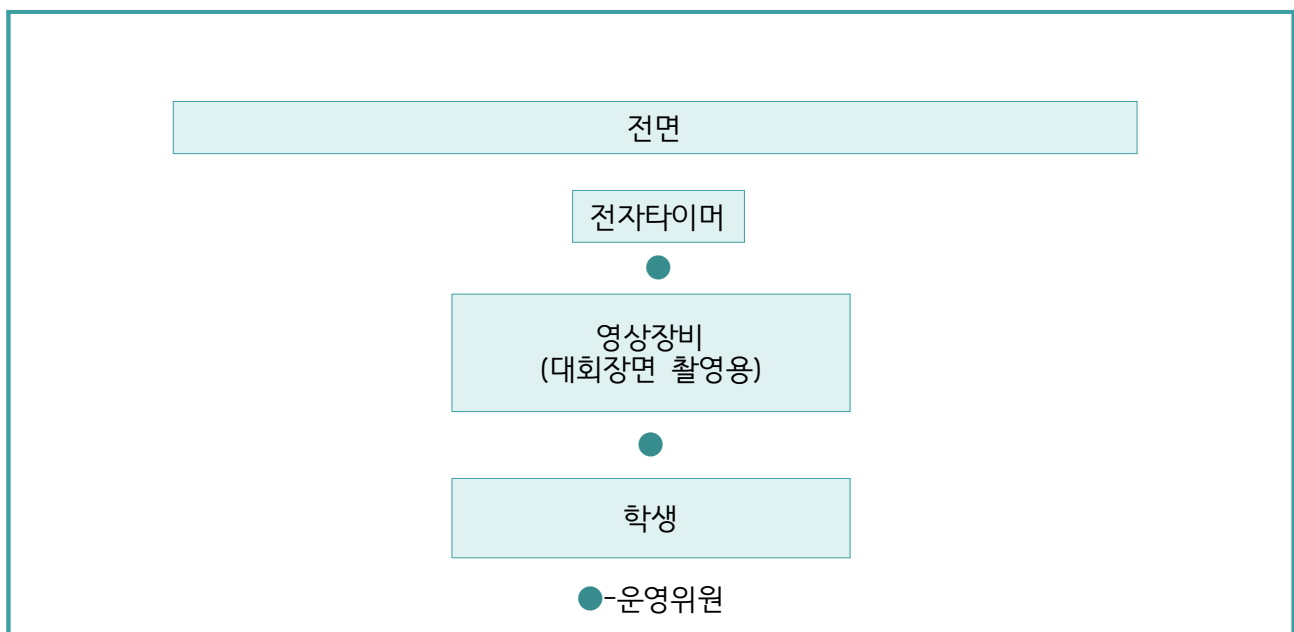 전면
전자타이머
영상장비
(대회장면 촬영용)
학생
●-운영위원